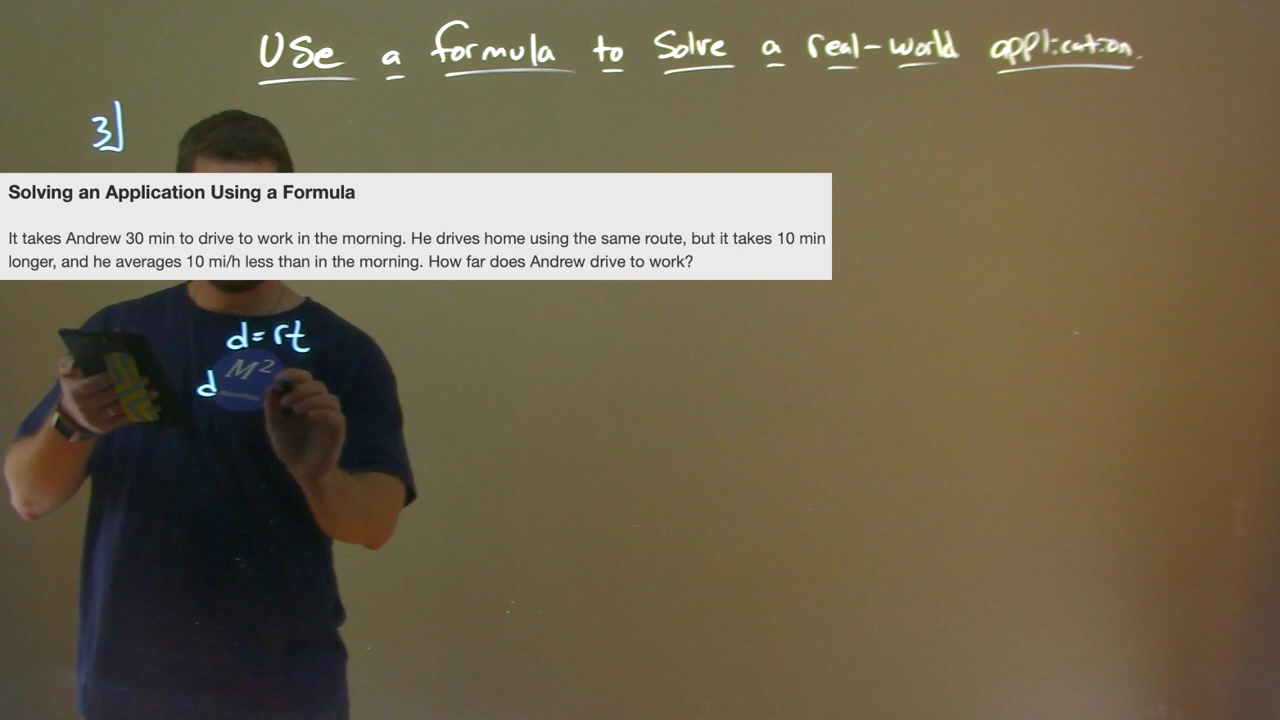 Use a formula to Solve a real-world application.
3]
Solving an Application Using a Formula
It takes Andrew 30 min to drive to work in the morning. He drives home using the same route, but it takes 10 min
longer, and he averages 10 mi/h less than in the morning. How far does Andrew drive to work?
d=rt
M²
d